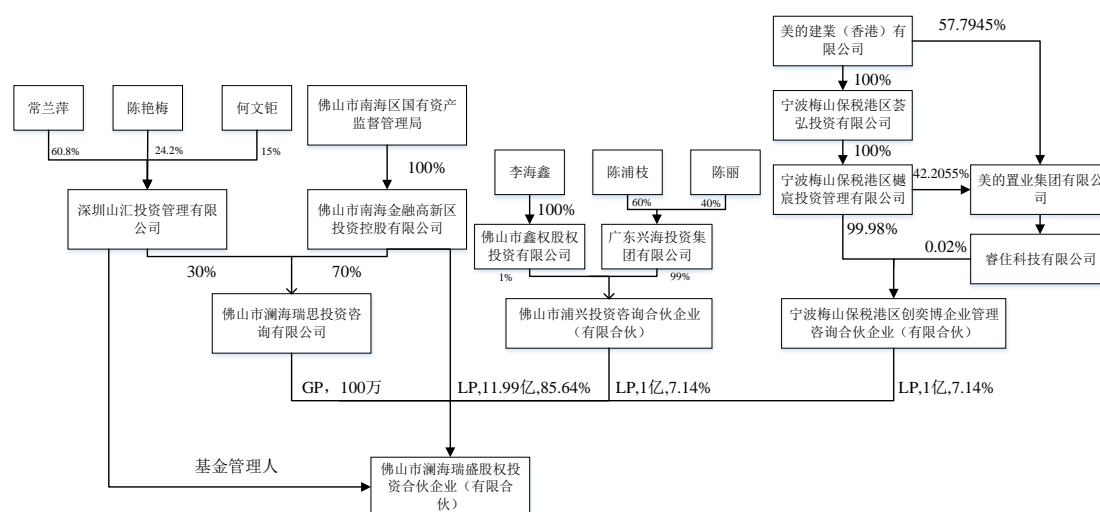 美的建業（香港）有
限公司
57.7945%
100%
常兰萍
陈艳梅
何文钜
佛山市南海区国有资产
监督管理局
宁波梅山保税港区荟
弘投资有限公司
60.8%
24.2%
15%
100%
100%
李海鑫
陈浦枝
陈丽
宁波梅山保税港区樾
宸投资管理有限公司
42.2055%
美的置业集团有限公
司
深圳山汇投资管理有限公
司
佛山市南海金融高新区
投资控股有限公司
100%
60%
40%
佛山市鑫权股权
投资有限公司
广东兴海投资集
团有限公司
99.98%
0.02%
睿住科技有限公司
30%
70%
1%
99%
佛山市澜海瑞思投资咨
询有限公司
佛山市浦兴投资咨询合伙企业
（有限合伙）
宁波梅山保税港区创奕博企业管理
咨询合伙企业（有限合伙）
GP，100万
LP,11.99亿,85.64%
LP,1亿,7.14%
LP,1亿,7.14%
基金管理人
佛山市澜海瑞盛股权投
资合伙企业（有限合
伙）